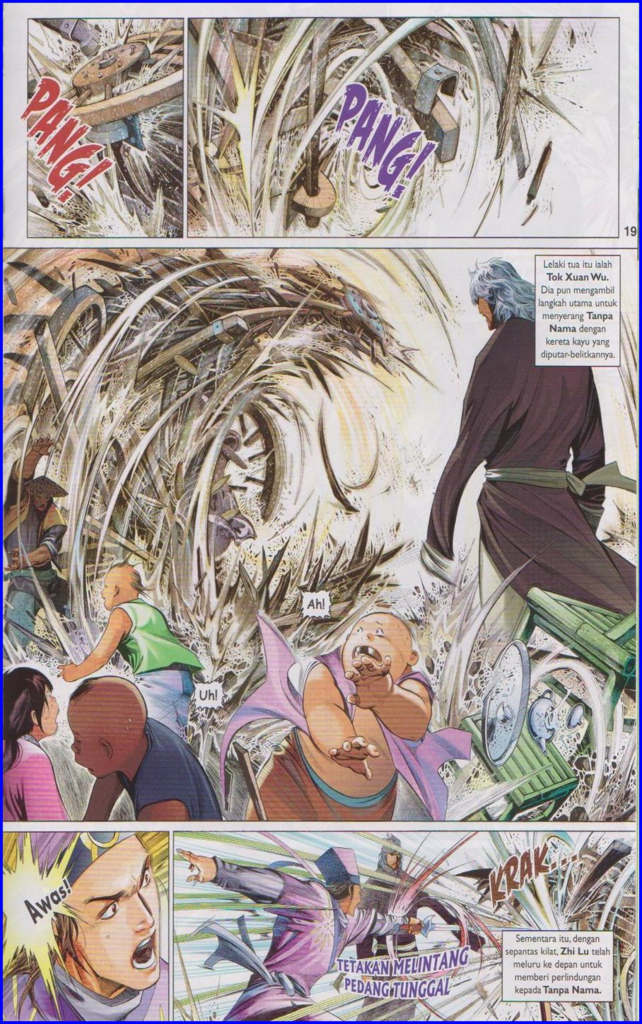 PANG!
PANG!
19
Lelaki tua itu ialah
Tok Xuan Wu.
Dia pun mengambil
langkah utama untuk
menyerang Tanpa
Nama dengan
kereta kayu yang
diputar-belitkannya.
Ah!
Uh!
Awas!
KRAK...
TETAKAN MELINTANG
PEDANG TUNGGAL
Sementara itu, dengan
sepantas kilat, Zhi Lu
meluru ke depan untuk
memberi perlindungan
kepada Tanpa Nama.